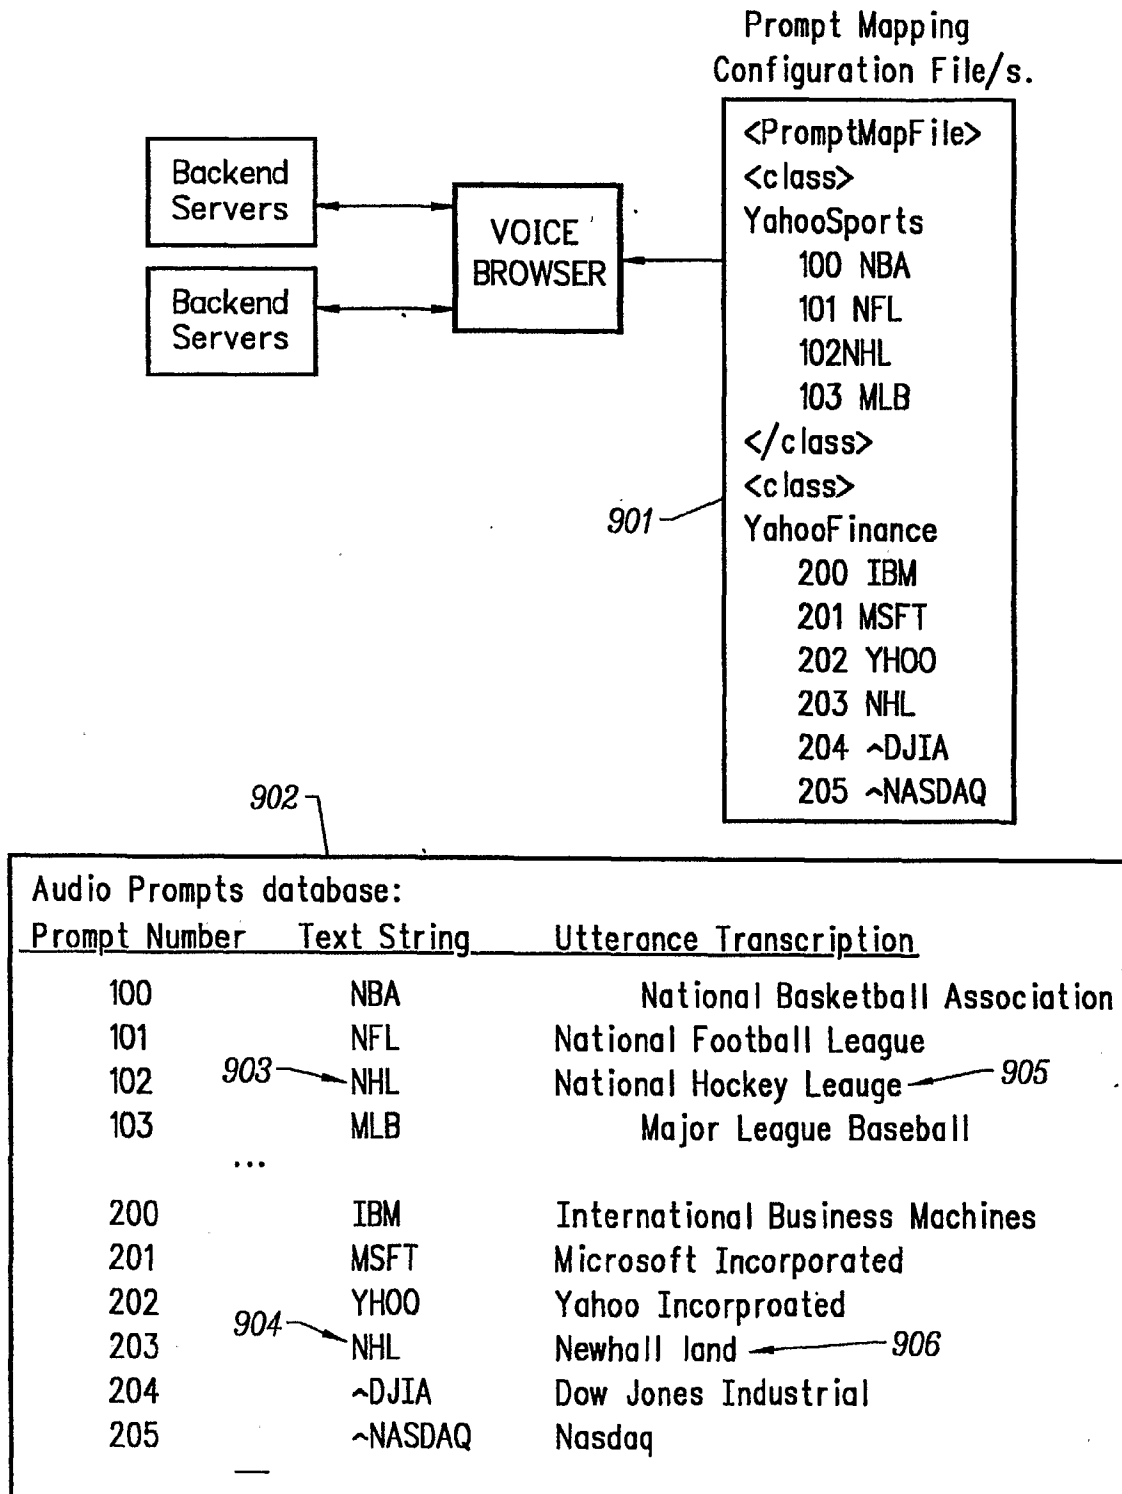 Prompt Mapping
Configuration File/s.
<PromptMapFile>
<class>
YahooSports
100 NBA
101 NFL
102NHL
103 MLB
</class>
<class>
YahooFinance
200 IBM
201 MSFT
202 YHOO
203 NHL
204 ^DJIA
205 ^NASDAQ
Backend
Servers
Backend
Servers
VOICE
BROWSER
901
902
Audio Prompts database:
Prompt Number Text String Utterance Transcription
100 NBA National Basketball Association
101 NFL National Football League
102 903 NHL National Hockey Leauge 905
103 MLB Major League Baseball
...
200 IBM International Business Machines
201 MSFT Microsoft Incorporated
202 YHOO Yahoo Incorproated
203 904 NHL Newhall land 906
204 ^DJIA Dow Jones Industrial
205 ^NASDAQ Nasdaq